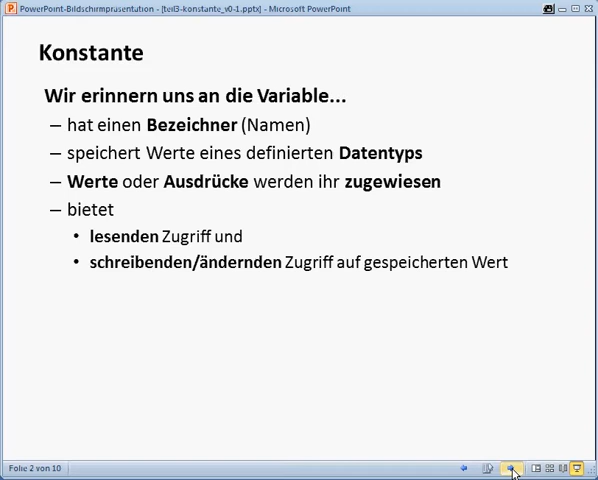 PowerPoint-Bildschirmpräsentation - [teil3-konstante_v0-1.pptx] - Microsoft PowerPoint
Konstante
Wir erinnern uns an die Variable...
– hat einen Bezeichner (Namen)
– speichert Werte eines definierten Datentyps
– Werte oder Ausdrücke werden ihr zugewiesen
– bietet
• lesenden Zugriff und
• schreibenden/ändernden Zugriff auf gespeicherten Wert
Folie 2 von 10